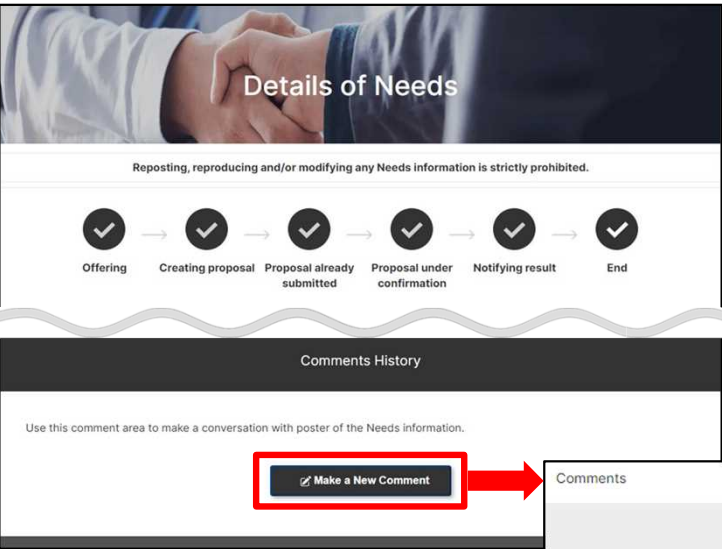 Details of Needs
Reposting, reproducing and/or modifying any Needs information is strictly prohibited.
Offering
Creating proposal
Proposal already
submitted
Proposal under
confirmation
Notifying result
End
Comments History
Use this comment area to make a conversation with poster of the Needs information.
Make a New Comment
Comments